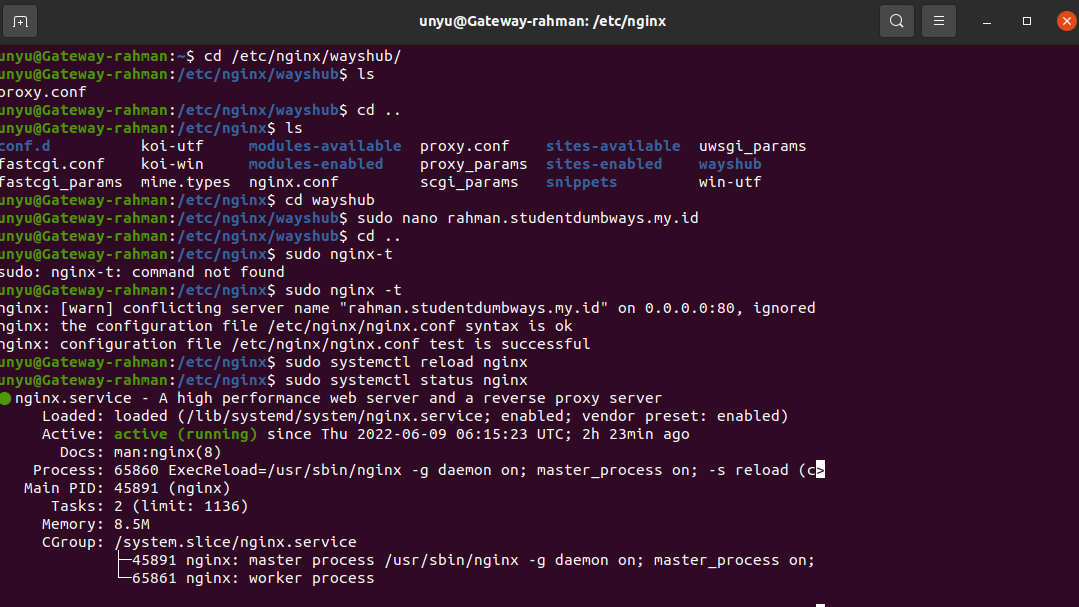 unyu@Gateway-rahman: /etc/nginx
unyu@Gateway-rahman:~$ cd /etc/nginx/wayshub/
unyu@Gateway-rahman:/etc/nginx/wayshub$ ls
proxy.conf
unyu@Gateway-rahman:/etc/nginx/wayshub$ cd ..
unyu@Gateway-rahman:/etc/nginx$ ls
conf.d koi-utf modules-available proxy.conf sites-available uwsgi_params
fastcgi.conf koi-win modules-enabled proxy_params sites-enabled wayshub
fastcgi_params mime.types nginx.conf scgi_params snippets win-utf
unyu@Gateway-rahman:/etc/nginx$ cd wayshub
unyu@Gateway-rahman:/etc/nginx/wayshub$ sudo nano rahman.studentdumbways.my.id
unyu@Gateway-rahman:/etc/nginx/wayshub$ cd ..
unyu@Gateway-rahman:/etc/nginx$ sudo nginx-t
sudo: nginx-t: command not found
unyu@Gateway-rahman:/etc/nginx$ sudo nginx -t
nginx: [warn] conflicting server name "rahman.studentdumbways.my.id" on 0.0.0.0:80, ignored
nginx: the configuration file /etc/nginx/nginx.conf syntax is ok
nginx: configuration file /etc/nginx/nginx.conf test is successful
unyu@Gateway-rahman:/etc/nginx$ sudo systemctl reload nginx
unyu@Gateway-rahman:/etc/nginx$ sudo systemctl status nginx
● nginx.service - A high performance web server and a reverse proxy server
Loaded: loaded (/lib/systemd/system/nginx.service; enabled; vendor preset: enabled)
Active: active (running) since Thu 2022-06-09 06:15:23 UTC; 2h 23min ago
Docs: man:nginx(8)
Process: 65860 ExecReload=/usr/sbin/nginx -g daemon on; master_process on; -s reload (c>
Main PID: 45891 (nginx)
Tasks: 2 (limit: 1136)
Memory: 8.5M
CGroup: /system.slice/nginx.service
├─45891 nginx: master process /usr/sbin/nginx -g daemon on; master_process on;
└─65861 nginx: worker process